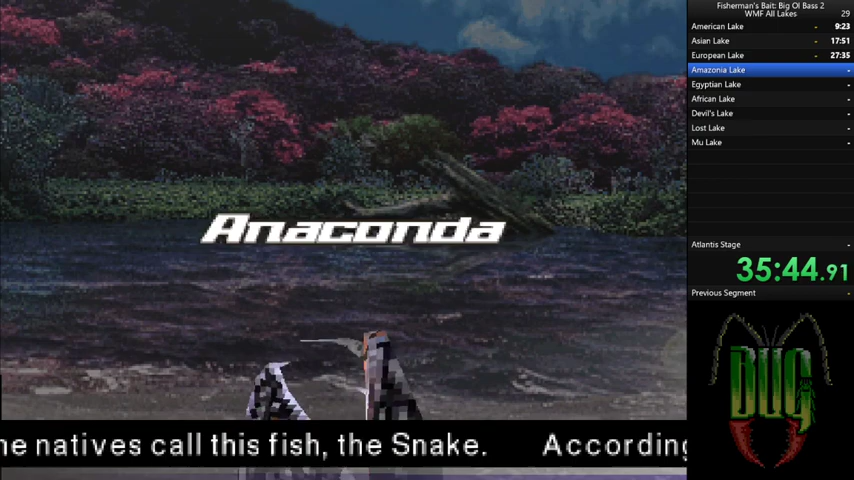 Fisherman's Bait: Big Ol Bass 2
WMF All Lakes 29
American Lake - 9:23
Asian Lake - 17:51
European Lake - 27:35
Amazonia Lake -
Egyptian Lake -
African Lake -
Devil's Lake -
Lost Lake -
Mu Lake -
Anaconda
Atlantis Stage -
35:44.91
Previous Segment -
BUG
he natives call this fish, the Snake. According